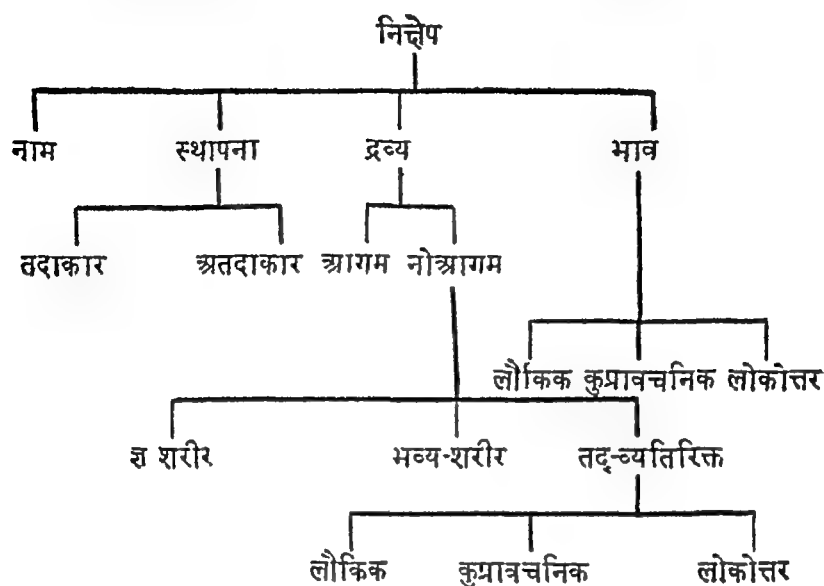 निक्षेप
नाम स्थापना द्रव्य भाव
तदाकार अतदाकार आगम नोआगम
लौकिक कुप्रावचनिक लोकोत्तर
ज्ञ शरीर भव्य-शरीर तद्-व्यतिरिक्त
लौकिक कुप्रावचनिक लोकोत्तर